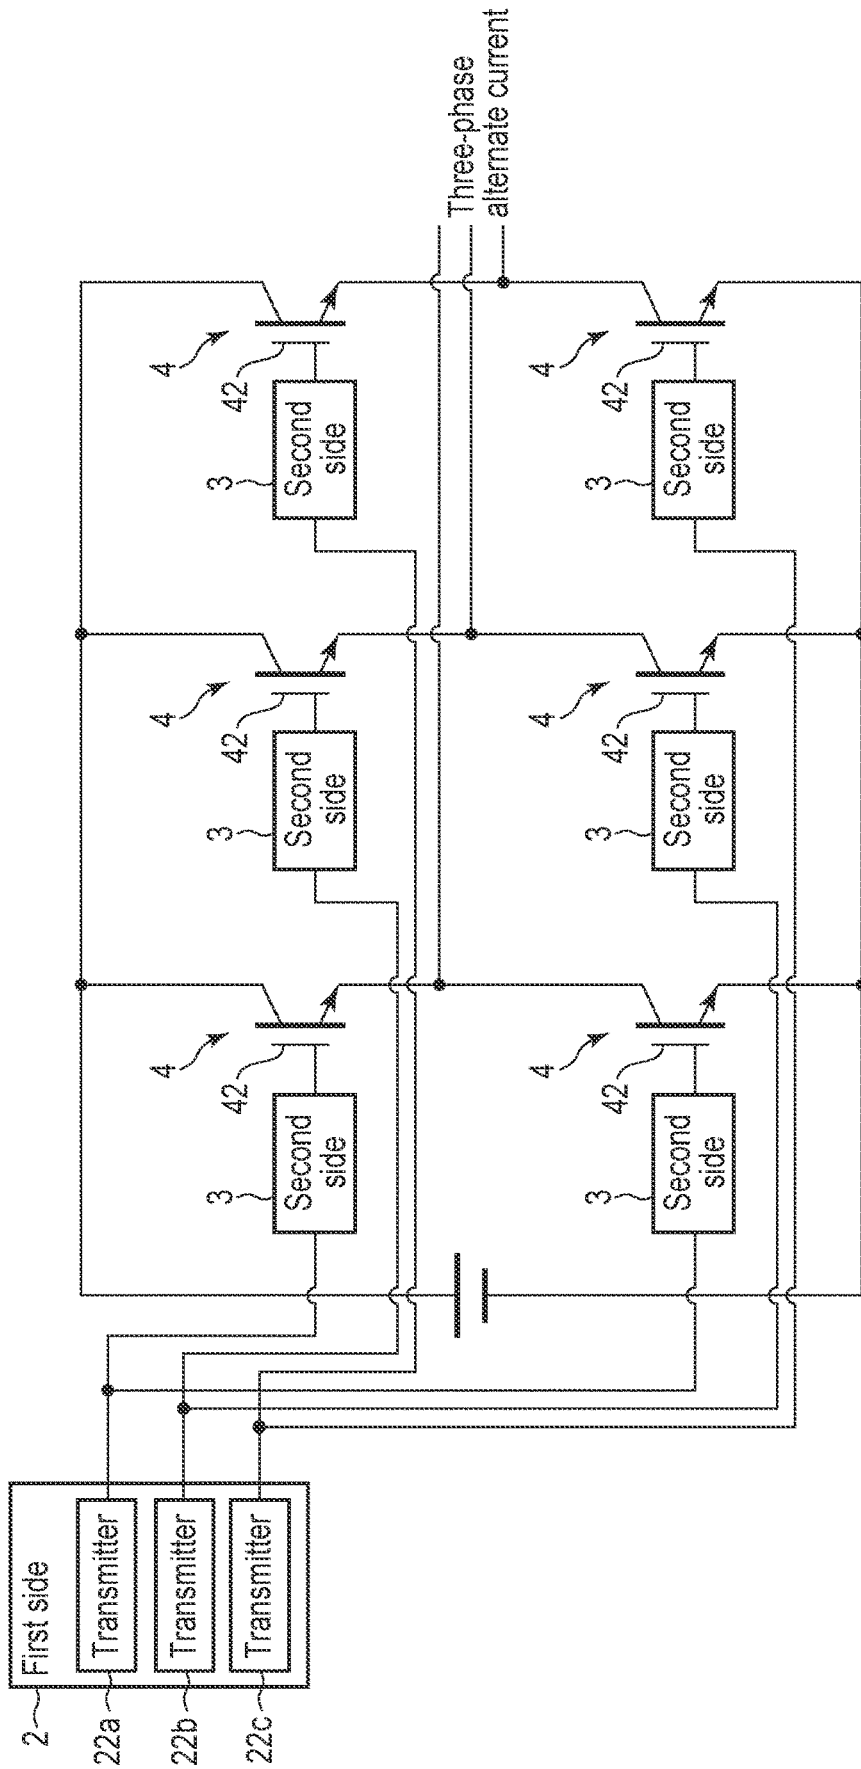 2
First side
22a
Transmitter
22b
Transmitter
22c
Transmitter
3
Second
side
42
4
3
Second
side
42
4
3
Second
side
42
4
3
Second
side
42
4
3
Second
side
42
4
3
Second
side
42
4
Three-phase
alternate current